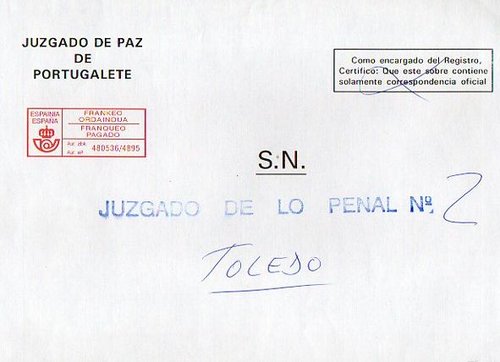 JUZGADO DE PAZ
DE
PORTUGALETE
Como encargado del Registro,
Certifico: Que este sobre contiene
solamente correspondencia oficial
ESPAINIA
ESPAÑA
FRANKEO
ORDAINDUA
FRANQUEO
PAGADO
480536/4895
S.N.
JUZGADO DE LO PENAL Nº 2
TOLEDO